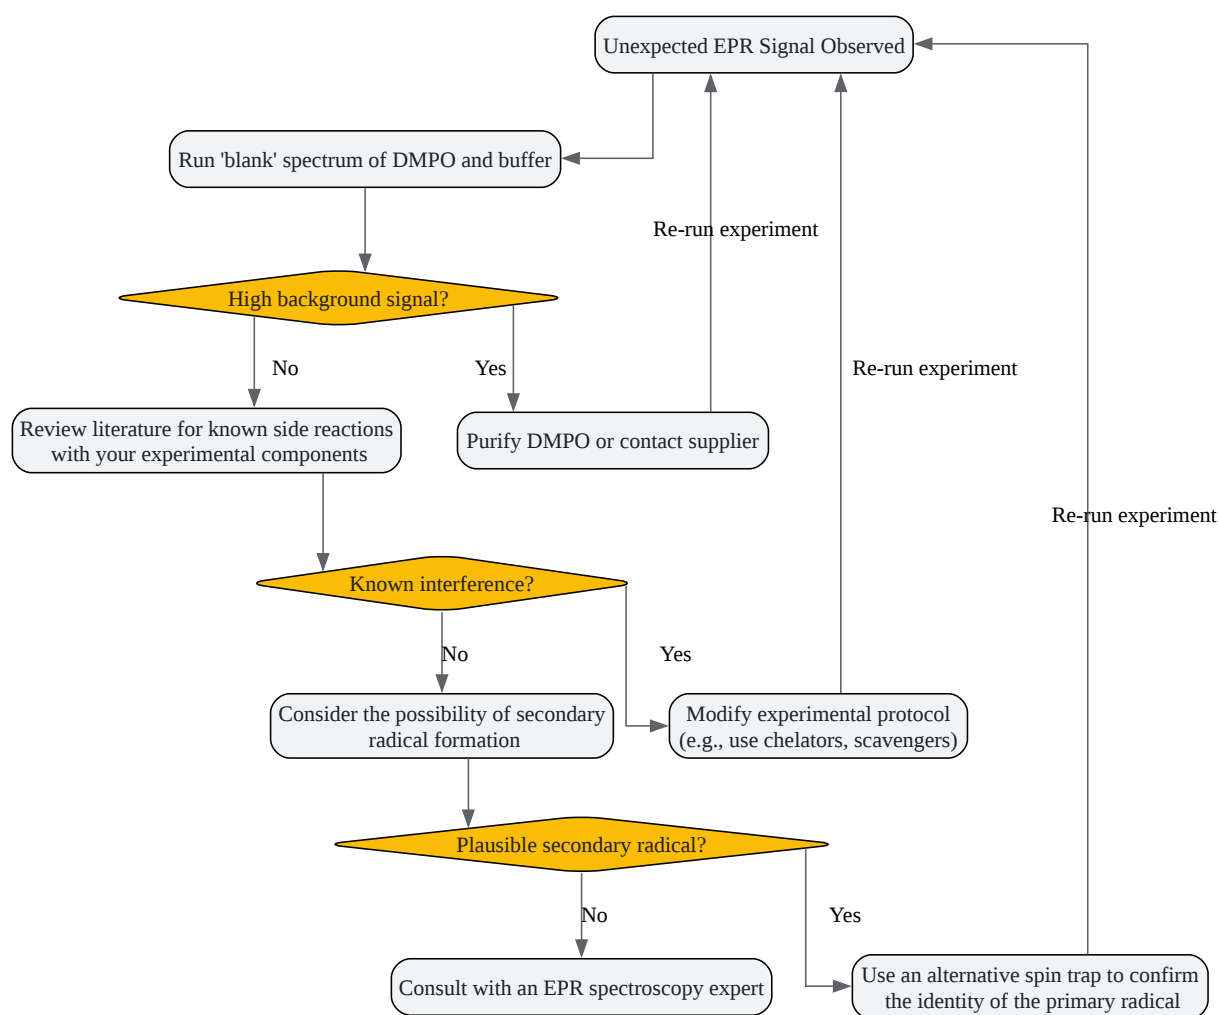 Unexpected EPR Signal Observed
Run 'blank' spectrum of DMPO and buffer
Re-run experiment
High background signal?
No
Yes
Re-run experiment
Review literature for known side reactions
with your experimental components
Purify DMPO or contact supplier
Re-run experiment
Known interference?
No
Yes
Consider the possibility of secondary
radical formation
Modify experimental protocol
(e.g., use chelators, scavengers)
Plausible secondary radical?
No
Yes
Consult with an EPR spectroscopy expert
Use an alternative spin trap to confirm
the identity of the primary radical